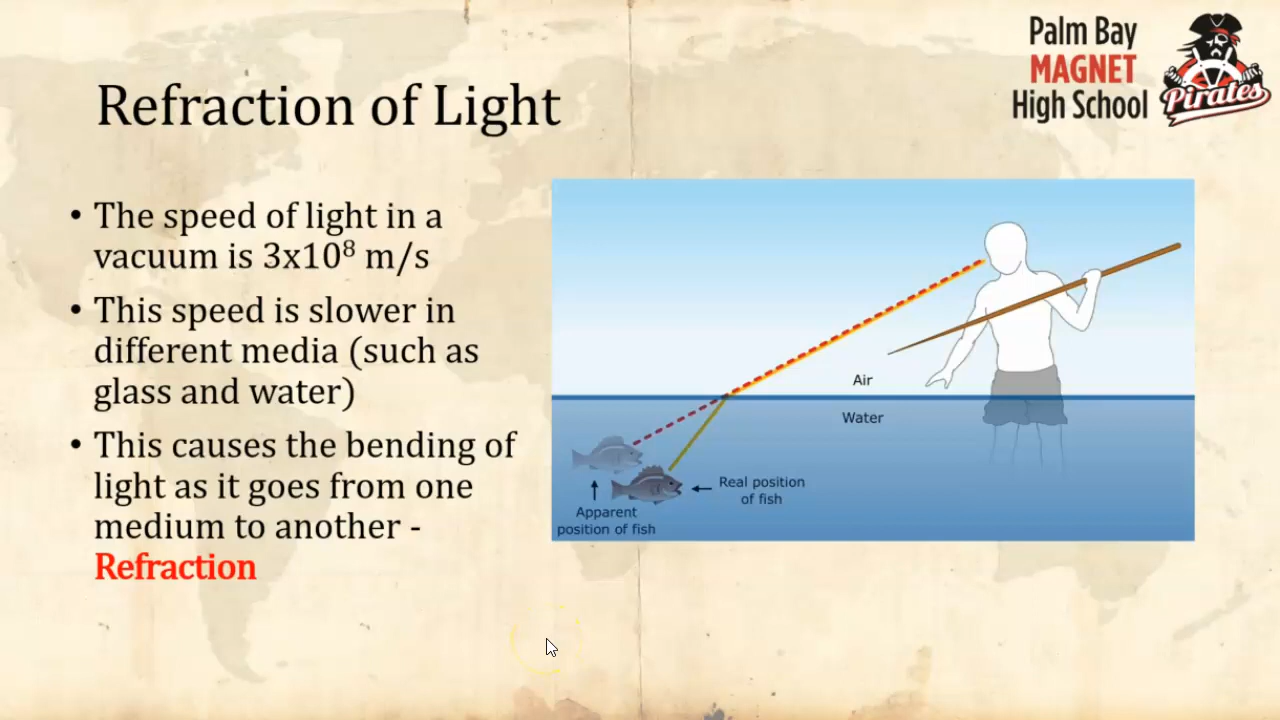 Palm Bay
MAGNET
High School
Pirates
Refraction of Light
• The speed of light in a
vacuum is 3x10⁸ m/s
• This speed is slower in
different media (such as
glass and water)
• This causes the bending of
light as it goes from one
medium to another -
Refraction
Air
Water
Real position
of fish
Apparent
position of fish